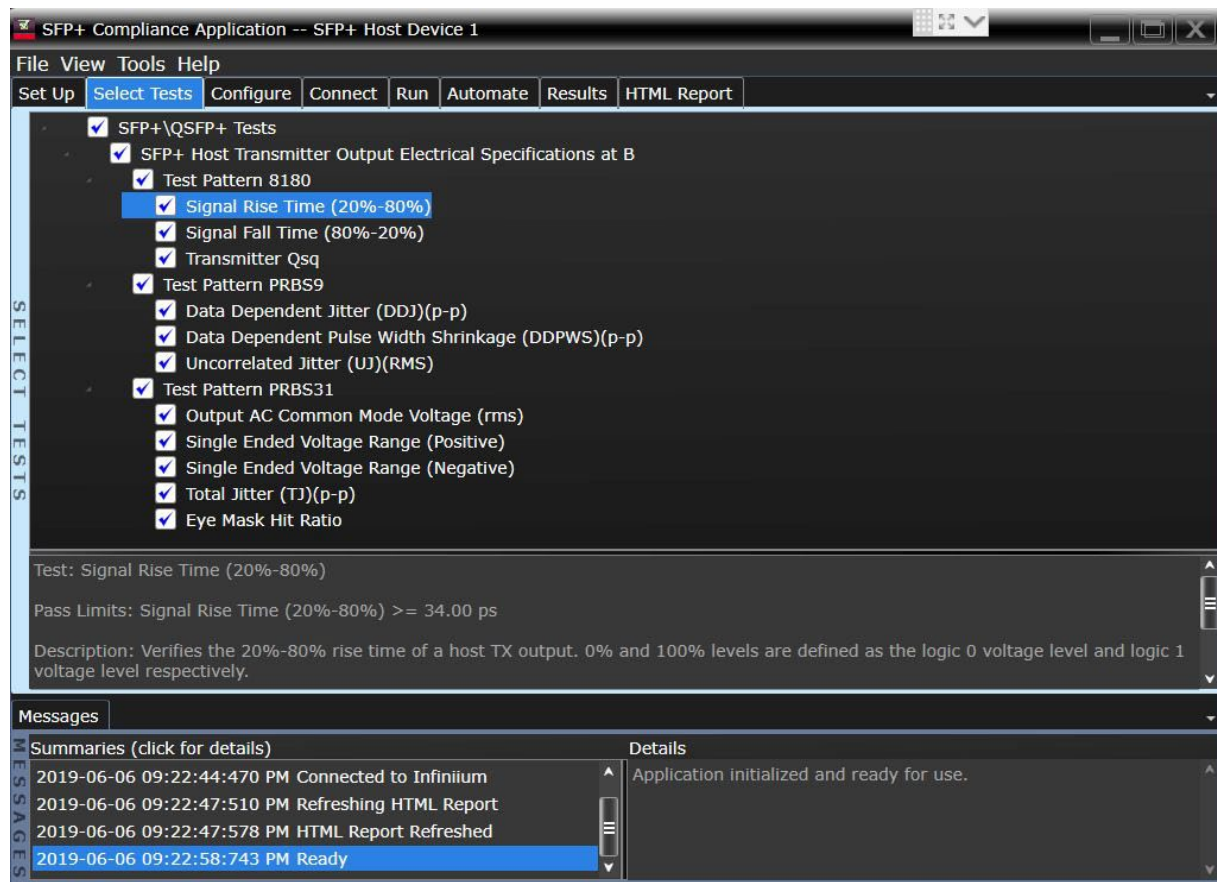 SFP+ Compliance Application -- SFP+ Host Device 1
File View Tools Help
Set Up Select Tests Configure Connect Run Automate Results HTML Report
SELECT TESTS
SFP+\QSFP+ Tests
SFP+ Host Transmitter Output Electrical Specifications at B
Test Pattern 8180
Signal Rise Time (20%-80%)
Signal Fall Time (80%-20%)
Transmitter Qsq
Test Pattern PRBS9
Data Dependent Jitter (DDJ)(p-p)
Data Dependent Pulse Width Shrinkage (DDPWS)(p-p)
Uncorrelated Jitter (UJ)(RMS)
Test Pattern PRBS31
Output AC Common Mode Voltage (rms)
Single Ended Voltage Range (Positive)
Single Ended Voltage Range (Negative)
Total Jitter (TJ)(p-p)
Eye Mask Hit Ratio
Test: Signal Rise Time (20%-80%)
Pass Limits: Signal Rise Time (20%-80%) >= 34.00 ps
Description: Verifies the 20%-80% rise time of a host TX output. 0% and 100% levels are defined as the logic 0 voltage level and logic 1
voltage level respectively.
Messages
MESSAGES
Summaries (click for details)
2019-06-06 09:22:44:470 PM Connected to Infiniium
2019-06-06 09:22:47:510 PM Refreshing HTML Report
2019-06-06 09:22:47:578 PM HTML Report Refreshed
2019-06-06 09:22:58:743 PM Ready
Details
Application initialized and ready for use.